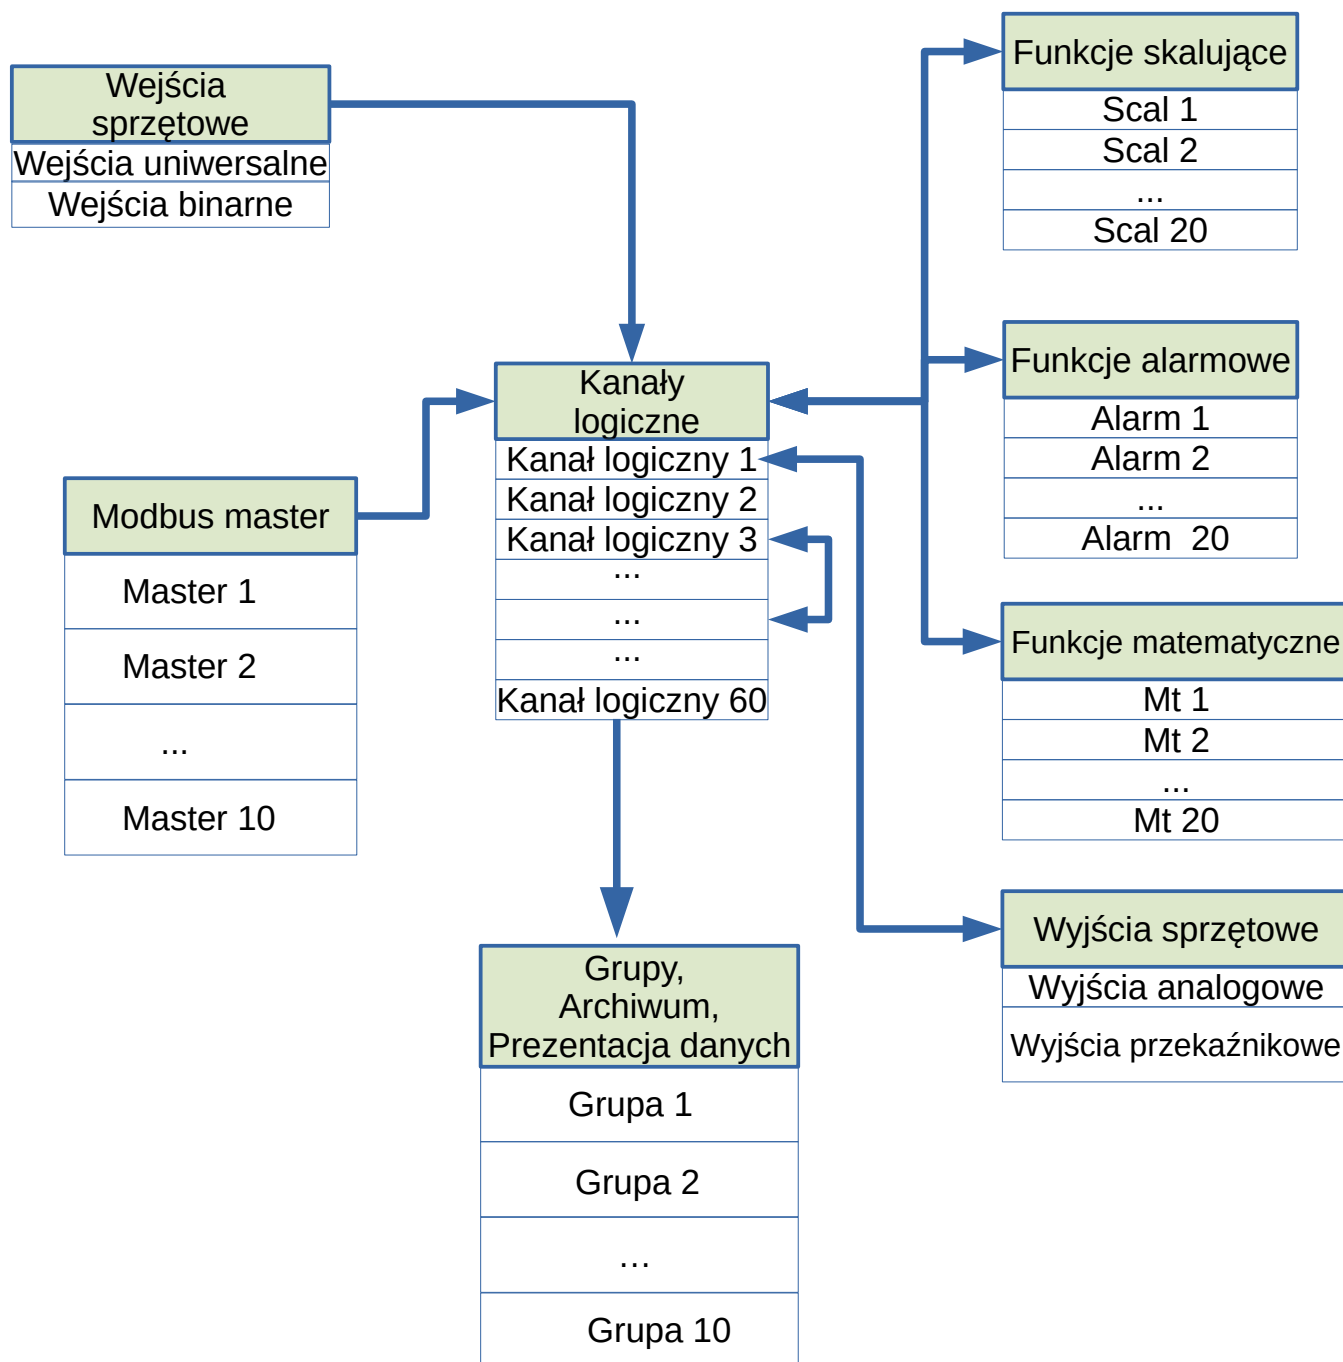 Wejścia
sprzętowe
Wejścia uniwersalne
Wejścia binarne
Modbus master
Master 1
Master 2
...
Master 10
Kanały
logiczne
Kanał logiczny 1
Kanał logiczny 2
Kanał logiczny 3
...
...
...
Kanał logiczny 60
Grupy,
Archiwum,
Prezentacja danych
Grupa 1
Grupa 2
...
Grupa 10
Funkcje skalujące
Scal 1
Scal 2
...
Scal 20
Funkcje alarmowe
Alarm 1
Alarm 2
...
Alarm  20
Funkcje matematyczne
Mt 1
Mt 2
...
Mt 20
Wyjścia sprzętowe
Wyjścia analogowe
Wyjścia przekaźnikowe